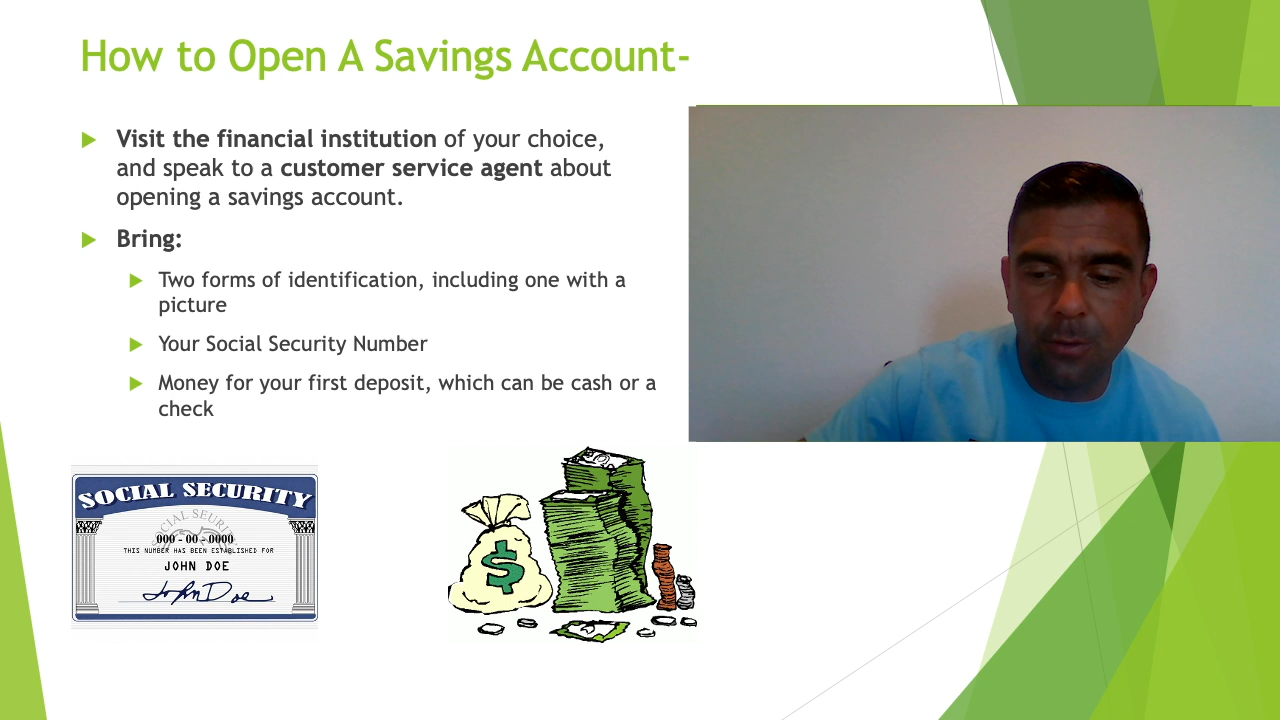 How to Open A Savings Account-
Visit the financial institution of your choice,
and speak to a customer service agent about
opening a savings account.
Bring:
Two forms of identification, including one with a
picture
Your Social Security Number
Money for your first deposit, which can be cash or a
check
SOCIAL SECURITY
SOCIAL SEURITY
000 - 00 - 0000
THIS NUMBER HAS BEEN ESTABLISHED FOR
JOHN DOE
John Doe
$